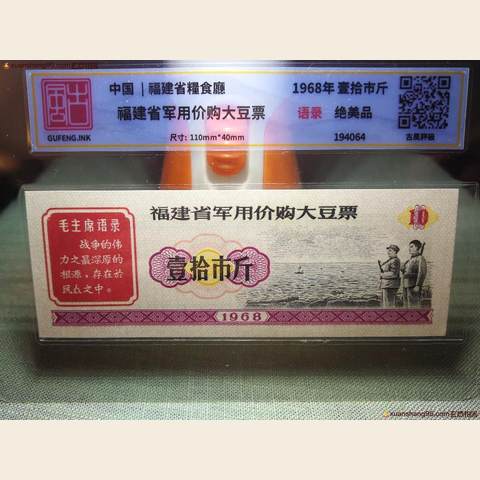 xuanshang98.com
中国 | 福建省糧食廳
1968年 壹拾市斤
福建省军用价购大豆票
语录 绝美品
GUFENG.INK
尺寸: 110mm*40mm
194064
福建省军用价购大豆票
10
毛主席语录
战争的伟
力之最深厚的
根源，存在於
民众之中。
壹拾市斤
1968
xuanshang98.com